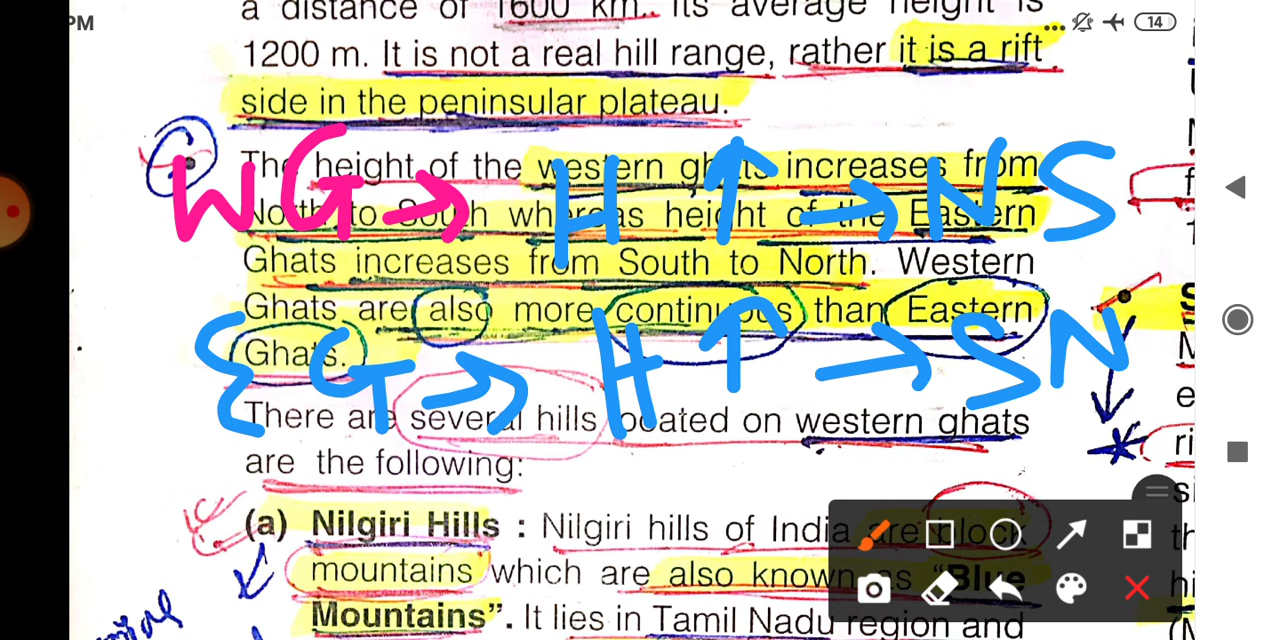 a distance of 1600 km. Its average height is
PM
14
1200 m. It is not a real hill range, rather it is a rift
side in the peninsular plateau.
The height of the western ghats increases from
WG → H ↑ → N S
North to South whereas height of the Eastern
Ghats increases from South to North. Western
Ghats are also more continuous than Eastern
Ghats.
E G → H ↑ → S N
There are several hills located on western ghats
are the following:
(a) Nilgiri Hills : Nilgiri hills of India are block
mountains which are also known as "Blue
Mountains". It lies in Tamil Nadu region and